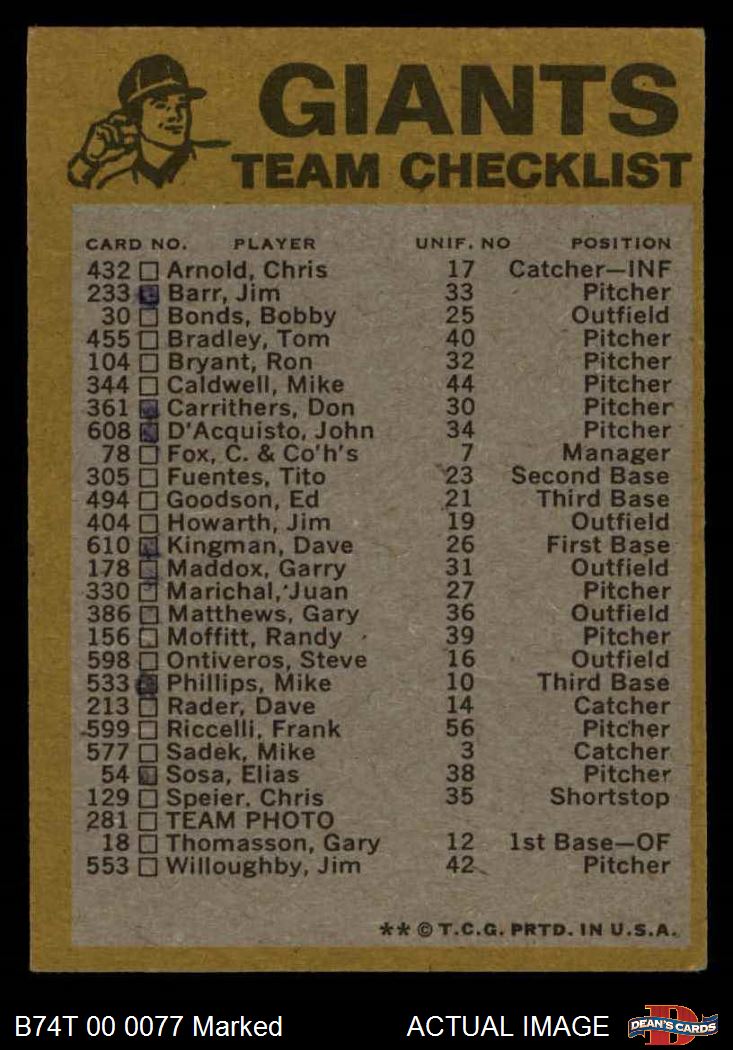 GIANTS
TEAM CHECKLIST
CARD NO. PLAYER UNIF. NO POSITION
432 Arnold, Chris 17 Catcher—INF
233 Barr, Jim 33 Pitcher
30 Bonds, Bobby 25 Outfield
455 Bradley, Tom 40 Pitcher
104 Bryant, Ron 32 Pitcher
344 Caldwell, Mike 44 Pitcher
361 Carrithers, Don 30 Pitcher
608 D'Acquisto, John 34 Pitcher
78 Fox, C. & Co'h's 7 Manager
305 Fuentes, Tito 23 Second Base
494 Goodson, Ed 21 Third Base
404 Howarth, Jim 19 Outfield
610 Kingman, Dave 26 First Base
178 Maddox, Garry 31 Outfield
330 Marichal, Juan 27 Pitcher
386 Matthews, Gary 36 Outfield
156 Moffitt, Randy 39 Pitcher
598 Ontiveros, Steve 16 Outfield
533 Phillips, Mike 10 Third Base
213 Rader, Dave 14 Catcher
599 Riccelli, Frank 56 Pitcher
577 Sadek, Mike 3 Catcher
54 Sosa, Elias 38 Pitcher
129 Speier, Chris 35 Shortstop
281 TEAM PHOTO
18 Thomasson, Gary 12 1st Base—OF
553 Willoughby, Jim 42 Pitcher
** © T.C.G. PRTD. IN U.S.A.
B74T 00 0077 Marked ACTUAL IMAGE DEAN'S CARDS